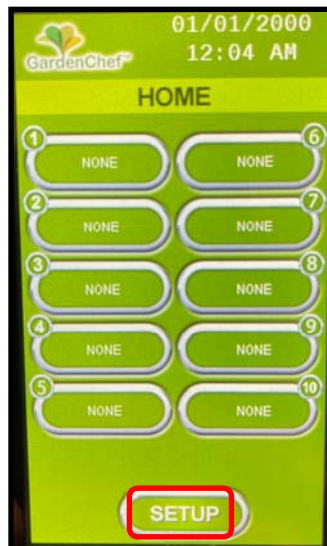 01/01/2000
12:04 AM
GardenChef™
HOME
1
NONE
6
NONE
2
NONE
7
NONE
3
NONE
8
NONE
4
NONE
9
NONE
5
NONE
10
NONE
SETUP